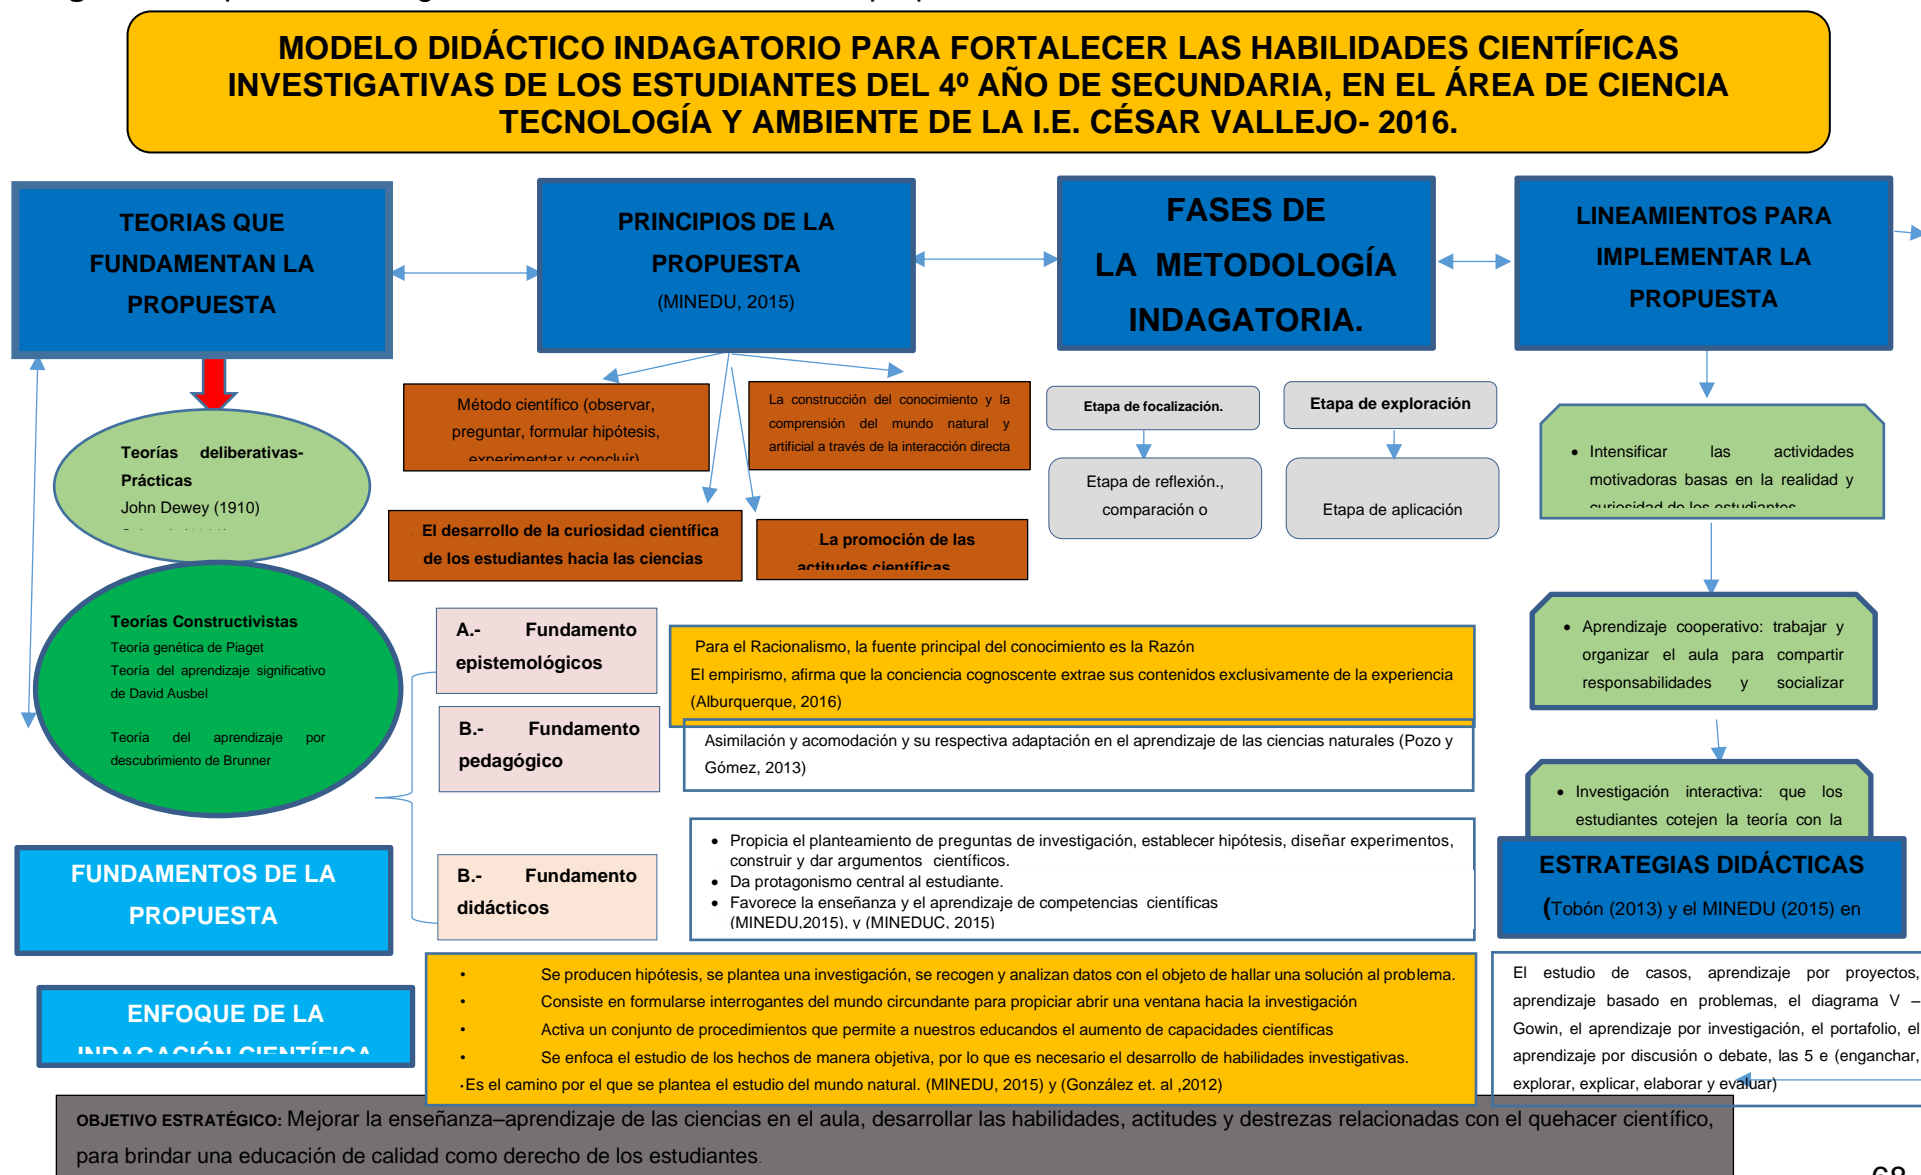 MODELO DIDÁCTICO INDAGATORIO PARA FORTALECER LAS HABILIDADES CIENTÍFICAS
INVESTIGATIVAS DE LOS ESTUDIANTES DEL 4º AÑO DE SECUNDARIA, EN EL ÁREA DE CIENCIA
TECNOLOGÍA Y AMBIENTE DE LA I.E. CÉSAR VALLEJO- 2016.
TEORIAS QUE
FUNDAMENTAN LA
PROPUESTA
PRINCIPIOS DE LA
PROPUESTA
(MINEDU, 2015)
FASES DE
LA METODOLOGÍA
INDAGATORIA.
LINEAMIENTOS PARA
IMPLEMENTAR LA
PROPUESTA
Teorías deliberativas-
Prácticas
John Dewey (1910)
Método científico (observar,
preguntar, formular hipótesis,
experimentar y concluir)
La construcción del conocimiento y la
comprensión del mundo natural y
artificial a través de la interacción directa
El desarrollo de la curiosidad científica
de los estudiantes hacia las ciencias
La promoción de las
actitudes científicas
Etapa de focalización.
Etapa de exploración
Etapa de reflexión.,
comparación o
Etapa de aplicación
• Intensificar las actividades
motivadoras basas en la realidad y
curiosidad de los estudiantes
• Aprendizaje cooperativo: trabajar y
organizar el aula para compartir
responsabilidades y socializar
• Investigación interactiva: que los
estudiantes cotejen la teoría con la
Teorías Constructivistas
Teoría genética de Piaget
Teoría del aprendizaje significativo
de David Ausbel
Teoría del aprendizaje por
descubrimiento de Brunner
A.- Fundamento
epistemológicos
Para el Racionalismo, la fuente principal del conocimiento es la Razón
El empirismo, afirma que la conciencia cognoscente extrae sus contenidos exclusivamente de la experiencia
(Alburquerque, 2016)
B.- Fundamento
pedagógico
Asimilación y acomodación y su respectiva adaptación en el aprendizaje de las ciencias naturales (Pozo y
Gómez, 2013)
FUNDAMENTOS DE LA
PROPUESTA
B.- Fundamento
didácticos
• Propicia el planteamiento de preguntas de investigación, establecer hipótesis, diseñar experimentos,
construir y dar argumentos científicos.
• Da protagonismo central al estudiante.
• Favorece la enseñanza y el aprendizaje de competencias científicas
(MINEDU,2015), y (MINEDUC, 2015)
ESTRATEGIAS DIDÁCTICAS
(Tobón (2013) y el MINEDU (2015) en
ENFOQUE DE LA
INDAGACIÓN CIENTÍFICA
• Se producen hipótesis, se plantea una investigación, se recogen y analizan datos con el objeto de hallar una solución al problema.
• Consiste en formularse interrogantes del mundo circundante para propiciar abrir una ventana hacia la investigación
• Activa un conjunto de procedimientos que permite a nuestros educandos el aumento de capacidades científicas
• Se enfoca el estudio de los hechos de manera objetiva, por lo que es necesario el desarrollo de habilidades investigativas.
•Es el camino por el que se plantea el estudio del mundo natural. (MINEDU, 2015) y (González et. al ,2012)
El estudio de casos, aprendizaje por proyectos,
aprendizaje basado en problemas, el diagrama V –
Gowin, el aprendizaje por investigación, el portafolio, el
aprendizaje por discusión o debate, las 5 e (enganchar,
explorar, explicar, elaborar y evaluar)
OBJETIVO ESTRATÉGICO: Mejorar la enseñanza–aprendizaje de las ciencias en el aula, desarrollar las habilidades, actitudes y destrezas relacionadas con el quehacer científico,
para brindar una educación de calidad como derecho de los estudiantes.
68